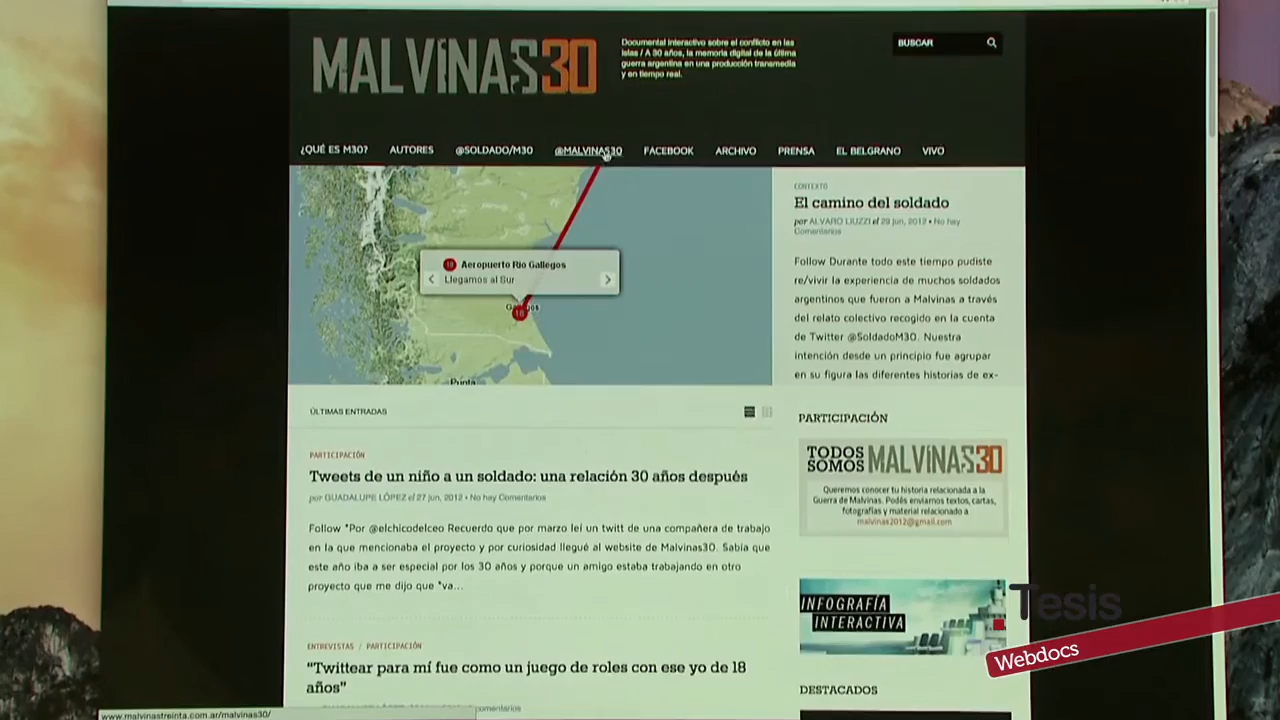 MALVINAS30
Documental interactivo sobre el conflicto en las
islas / A 30 años, la memoria digital de la última
guerra argentina en una producción transmedia
y en tiempo real.
BUSCAR
¿QUÉ ES M30? AUTORES @SOLDADO/M30 @MALVINAS30 FACEBOOK ARCHIVO PRENSA EL BELGRANO VIVO
18 Aeropuerto Rio Gallegos
Llegamos al Sur
18
Punta
CONTEXTO
El camino del soldado
por ALVARO LIUZZI el 29 jun, 2012 • No hay
Comentarios
Follow Durante todo este tiempo pudiste
re/vivir la experiencia de muchos soldados
argentinos que fueron a Malvinas a través
del relato colectivo recogido en la cuenta
de Twitter @SoldadoM30. Nuestra
intención desde un principio fue agrupar
en su figura las diferentes historias de ex-
ÚLTIMAS ENTRADAS
PARTICIPACIÓN
Tweets de un niño a un soldado: una relación 30 años después
por GUADALUPE LÓPEZ el 27 jun, 2012 • No hay Comentarios
Follow "Por @elchicodelceo Recuerdo que por marzo leí un twitt de una compañera de trabajo
en la que mencionaba el proyecto y por curiosidad llegué al website de Malvinas30. Sabia que
este año iba a ser especial por los 30 años y porque un amigo estaba trabajando en otro
proyecto que me dijo que "va...
ENTREVISTAS / PARTICIPACIÓN
"Twittear para mí fue como un juego de roles con ese yo de 18
años"
PARTICIPACIÓN
TODOS
SOMOS MALVINAS30
Queremos conocer tu historia relacionada a la
Guerra de Malvinas. Podés enviarnos textos, cartas,
fotografías y material relacionado a
malvinas2012@gmail.com
INFOGRAFÍA
INTERACTIVA
DESTACADOS
.Tesis
Webdocs
www.malvinastreinta.com.ar/malvinas30/